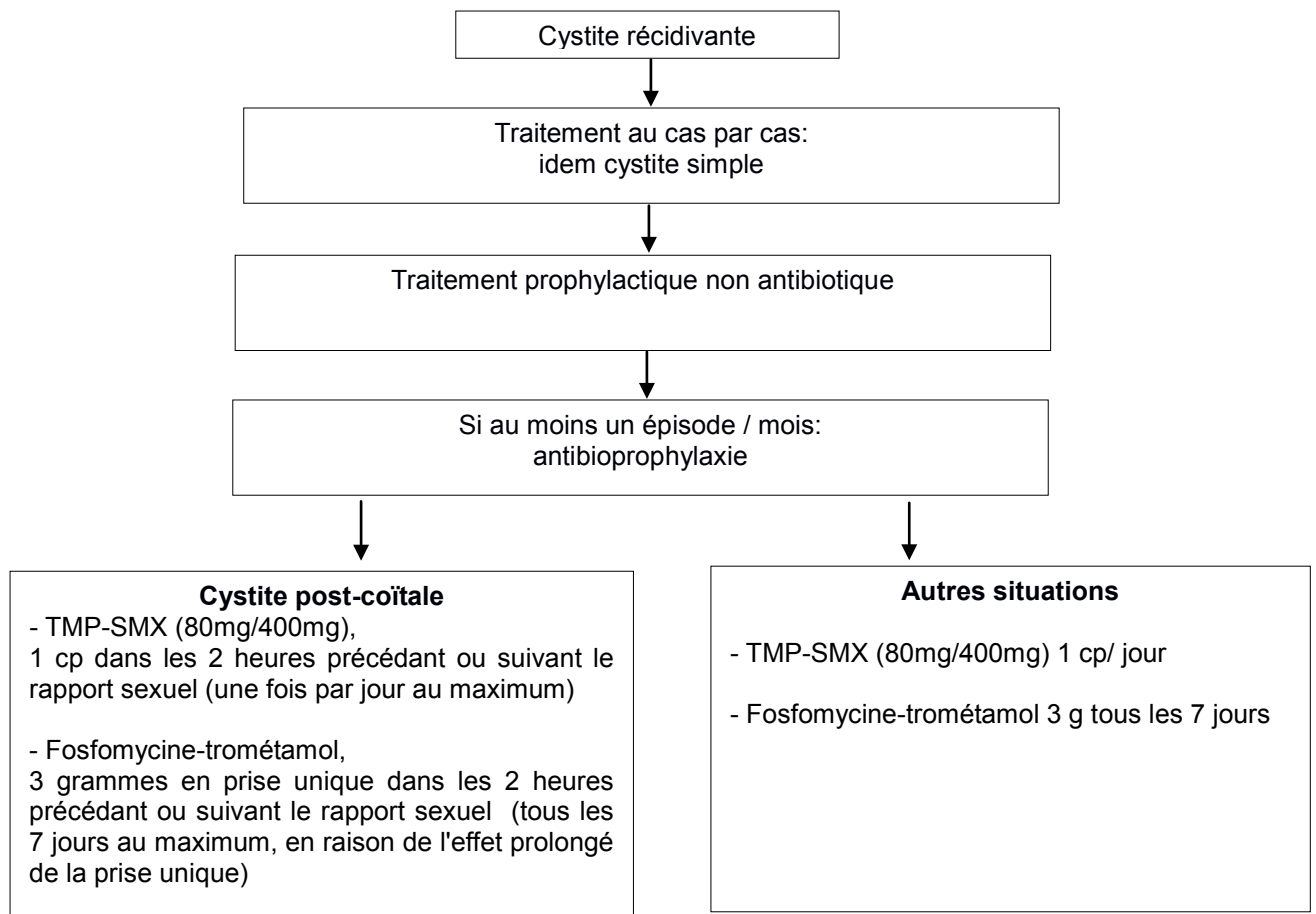 Cystite récidivante
Traitement au cas par cas:
idem cystite simple
Traitement prophylactique non antibiotique
Si au moins un épisode / mois:
antibioprophylaxie
Cystite post-coïtale
- TMP-SMX (80mg/400mg),
1 cp dans les 2 heures précédant ou suivant le
rapport sexuel (une fois par jour au maximum)
- Fosfomycine-trométamol,
3 grammes en prise unique dans les 2 heures
précédant ou suivant le rapport sexuel (tous les
7 jours au maximum, en raison de l'effet prolongé
de la prise unique)
Autres situations
- TMP-SMX (80mg/400mg) 1 cp/ jour
- Fosfomycine-trométamol 3 g tous les 7 jours